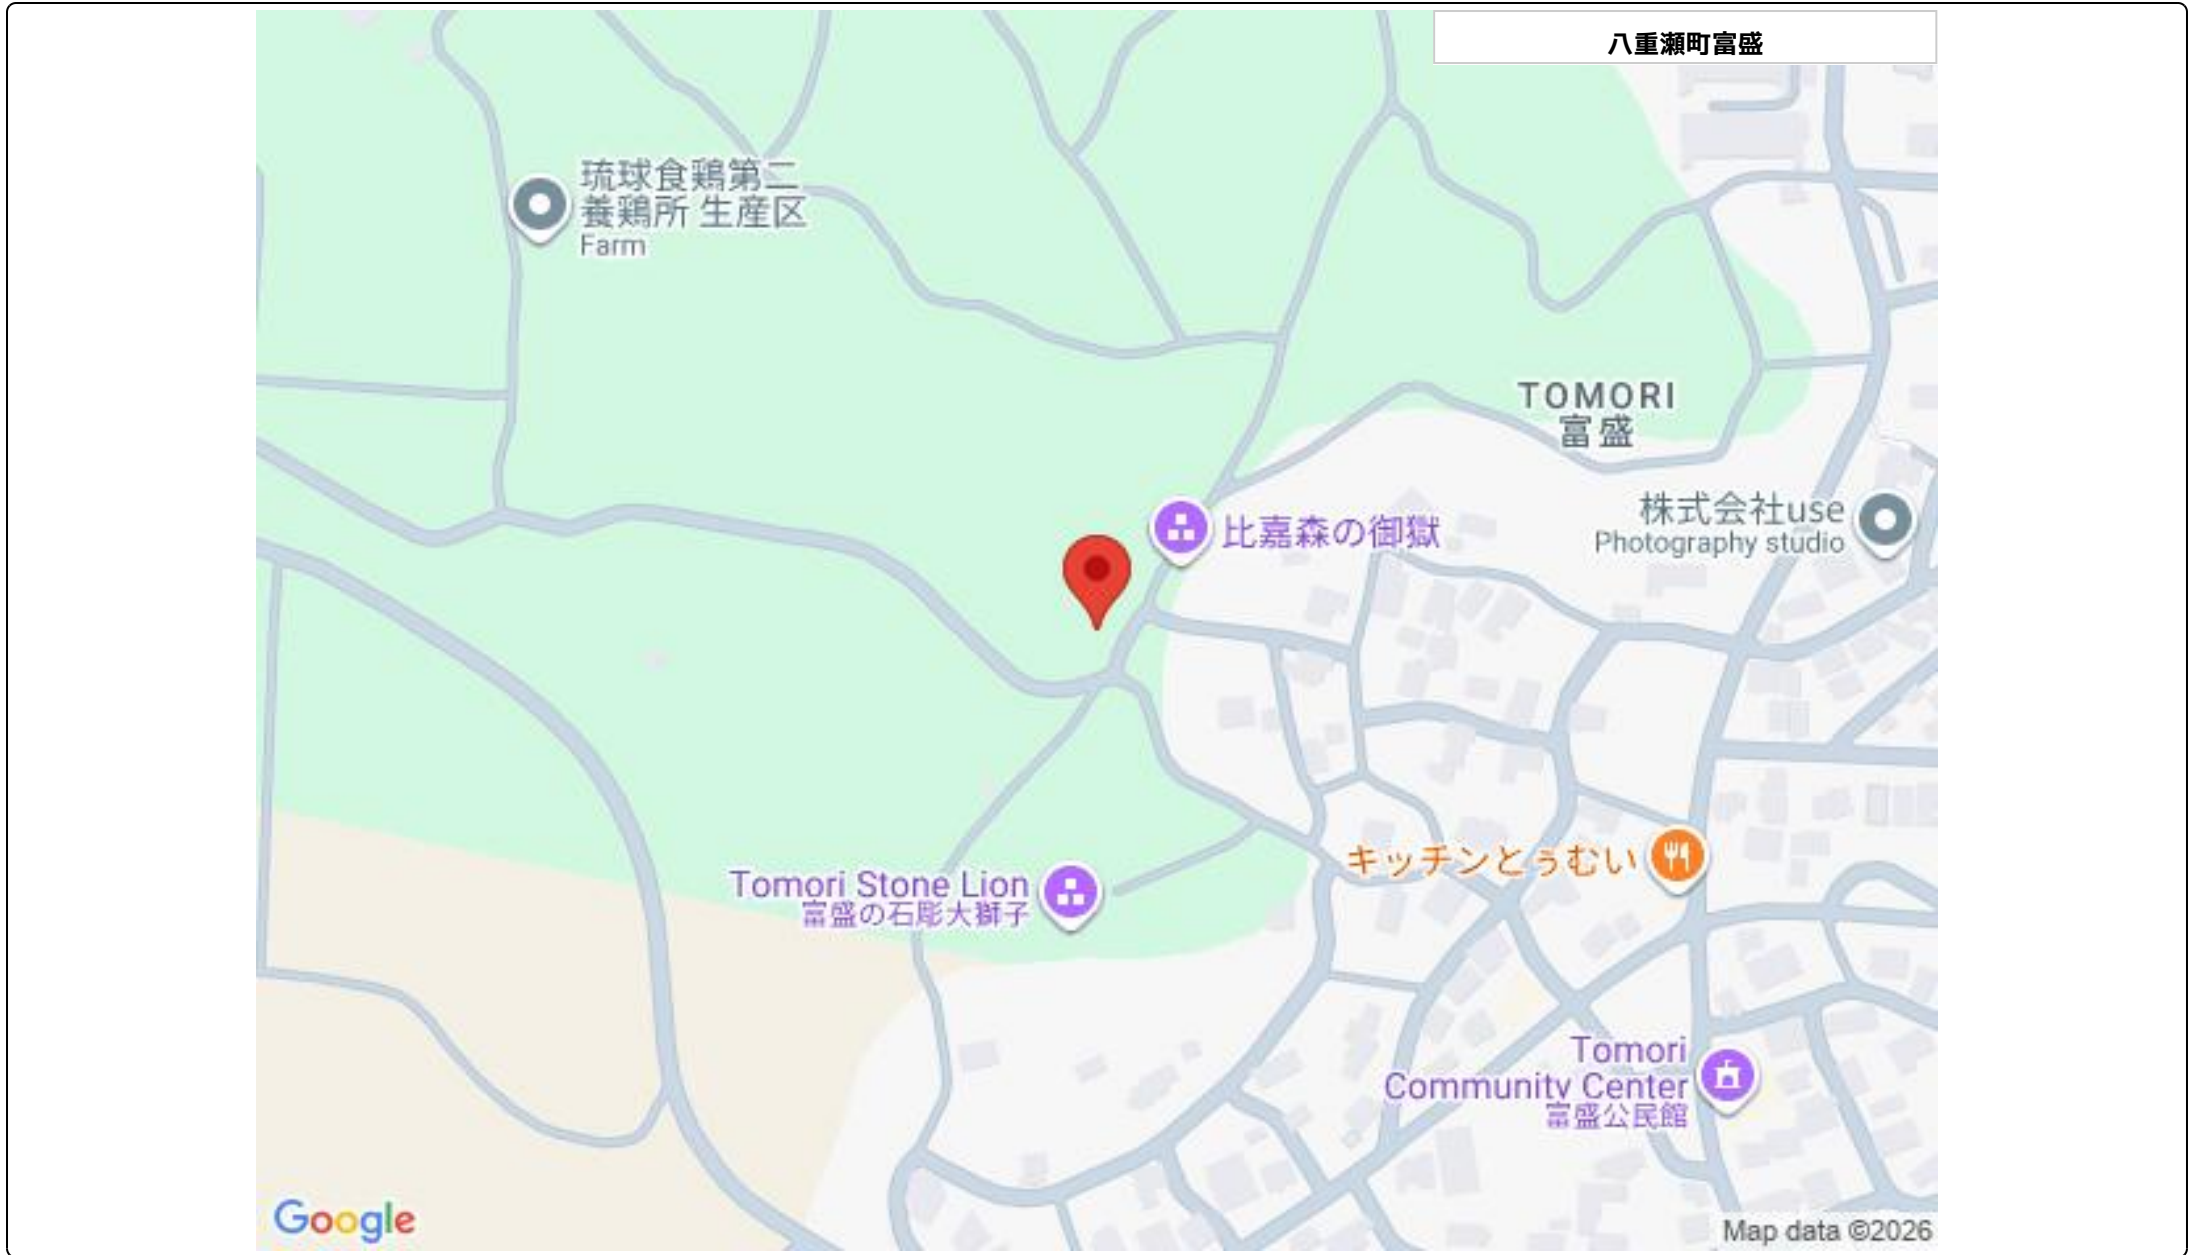 八重瀬町富盛
琉球食鶏第二
養鶏所 生産区
Farm
TOMORI
富盛
株式会社use
Photography studio
比嘉森の御獄
キッチンとぅむい
Tomori Stone Lion
富盛の石彫大獅子
Tomori
Community Center
富盛公民館
Google
Map data ©2026